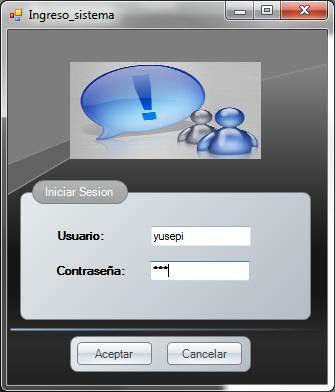 Ingreso_sistema
Iniciar Sesion
Usuario: yusepi
Contraseña: ***
Aceptar Cancelar